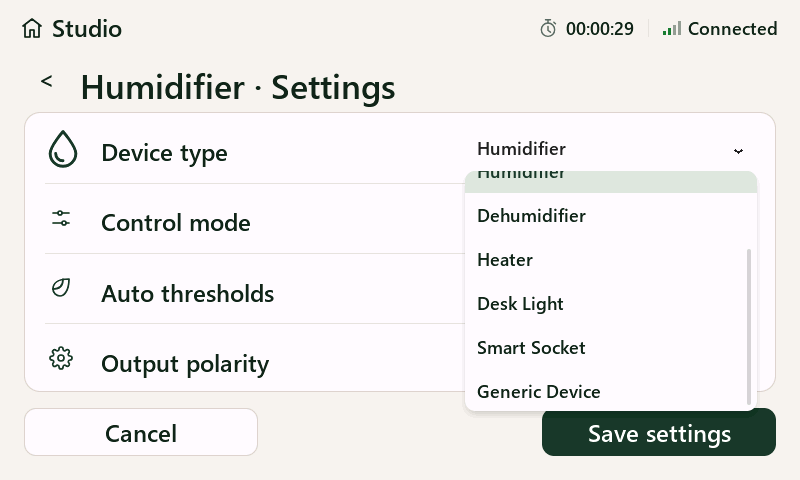 Studio
00:00:29
Connected
<
Humidifier · Settings
Device type
Humidifier
Humidifier
Control mode
Dehumidifier
Heater
Auto thresholds
Desk Light
Smart Socket
Output polarity
Generic Device
Cancel
Save settings